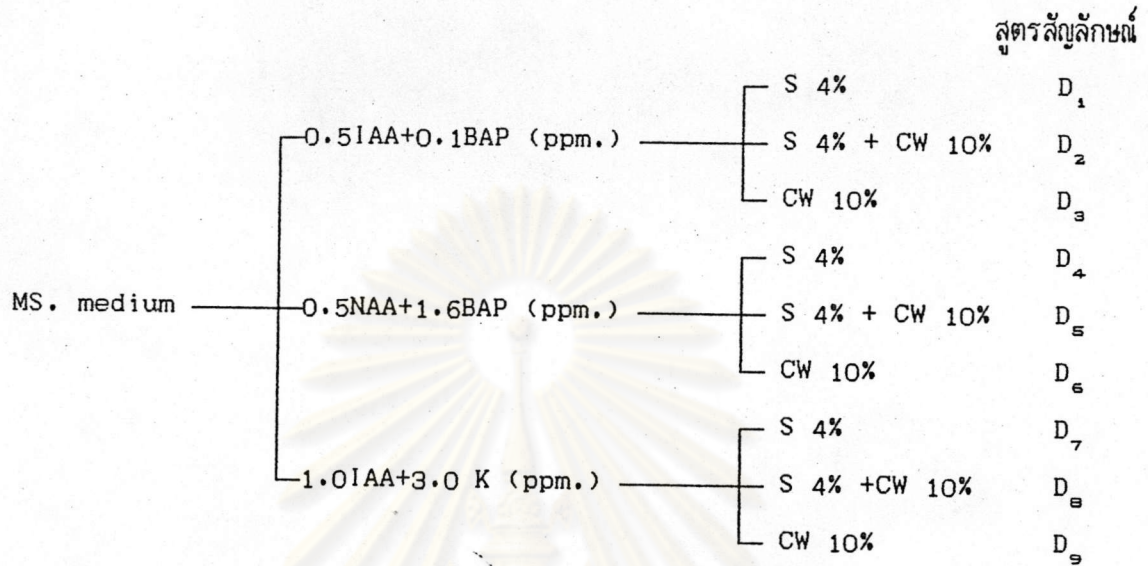 สูตรสัญลักษณ์
S 4% D₁
0.5IAA+0.1BAP (ppm.) S 4% + CW 10% D₂
CW 10% D₃
S 4% D₄
MS. medium 0.5NAA+1.6BAP (ppm.) S 4% + CW 10% D₅
CW 10% D₆
S 4% D₇
1.0IAA+3.0 K (ppm.) S 4% +CW 10% D₈
CW 10% D₉